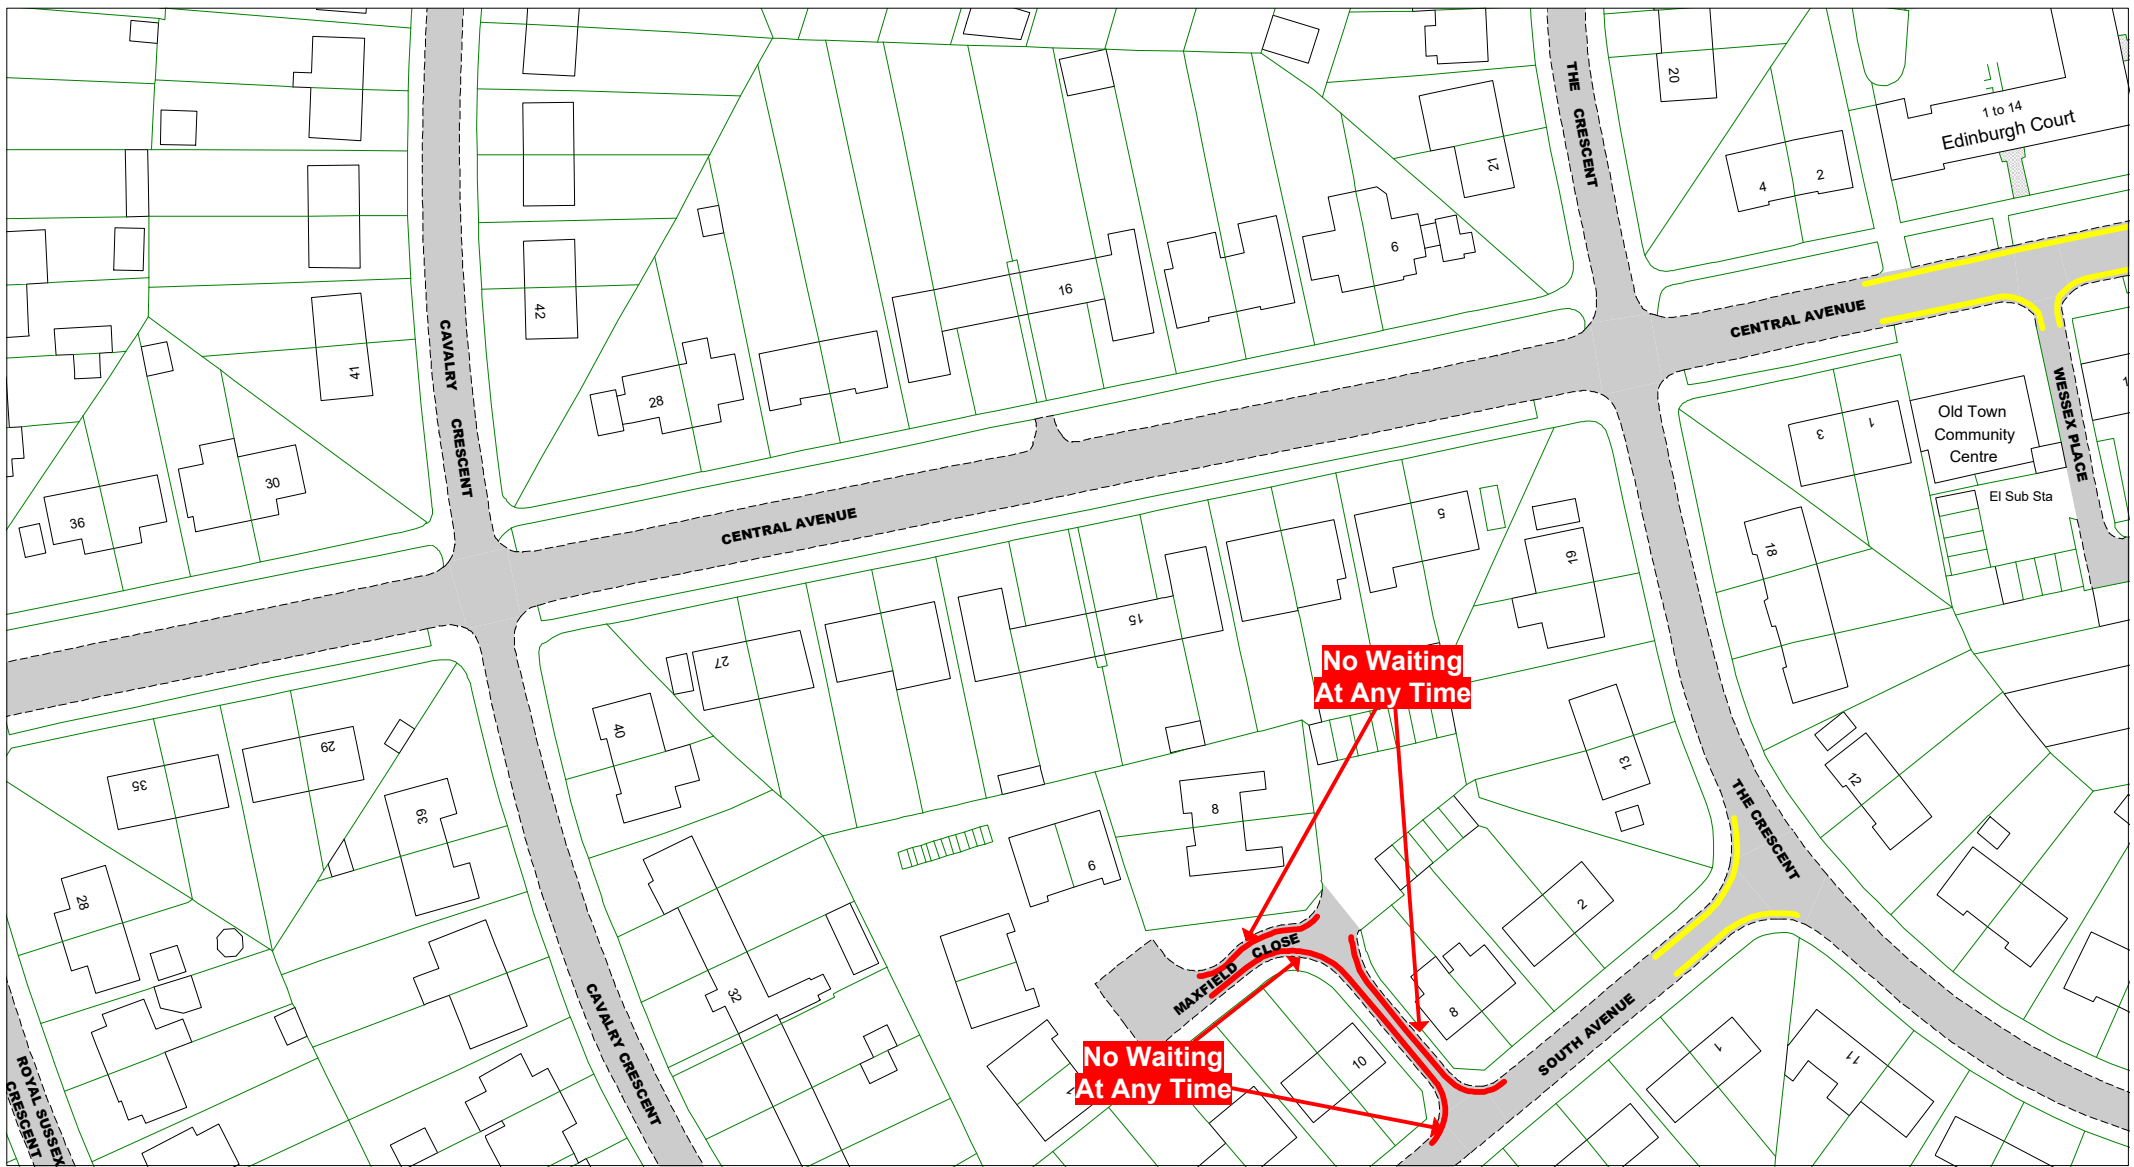 THE CRESCENT
20
1 to 14
Edinburgh Court
21
4
2
6
16
42
CAVALRY CRESCENT
41
28
CENTRAL AVENUE
WESSEX PLACE
Old Town
Community
Centre
3
1
El Sub Sta
30
36
CENTRAL AVENUE
5
19
18
15
27
No Waiting
At Any Time
40
29
35
39
13
12
THE CRESCENT
8
6
28
2
MAXFIELD CLOSE
32
8
SOUTH AVENUE
CAVALRY CRESCENT
No Waiting
At Any Time
10
1
11
ROYAL SUSSEX
CRESCENT